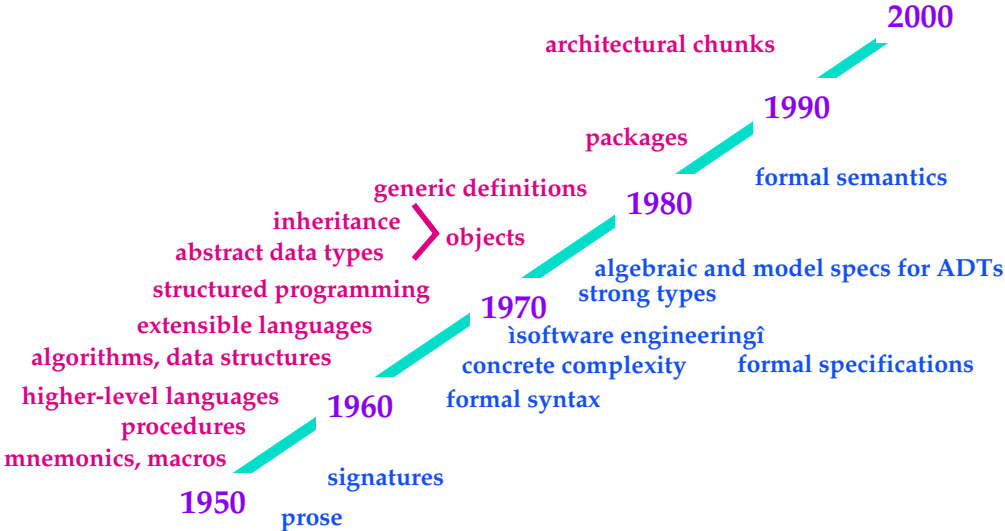 2000
architectural chunks
1990
packages
formal semantics
generic definitions
1980
inheritance
objects
abstract data types
algebraic and model specs for ADTs
structured programming
strong types
1970
extensible languages
ìsoftware engineeringî
algorithms, data structures
concrete complexity
formal specifications
higher-level languages
1960
formal syntax
procedures
mnemonics, macros
signatures
1950
prose